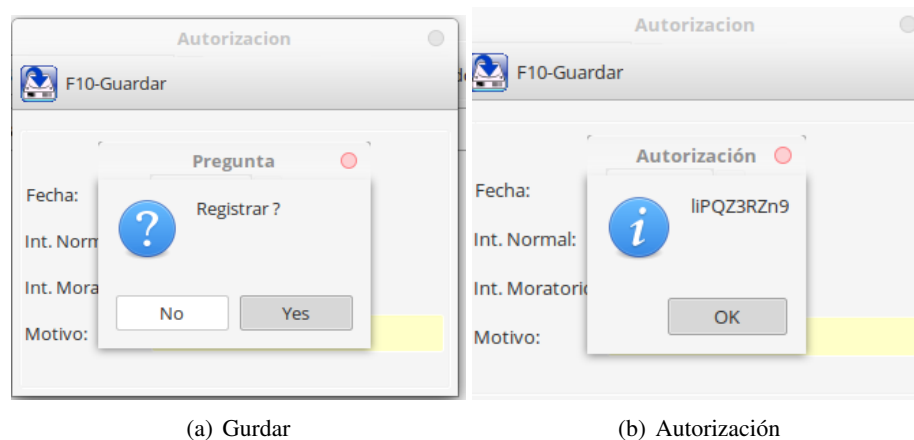 Autorizacion
F10-Guardar
Pregunta
Fecha:
Registrar ?
Int. Norm
Int. Mora
No
Yes
Motivo:
Autorizacion
F10-Guardar
Autorización
Fecha:
liPQZ3RZn9
Int. Normal:
Int. Moratorio
OK
Motivo:
(a) Gurdar
(b) Autorización